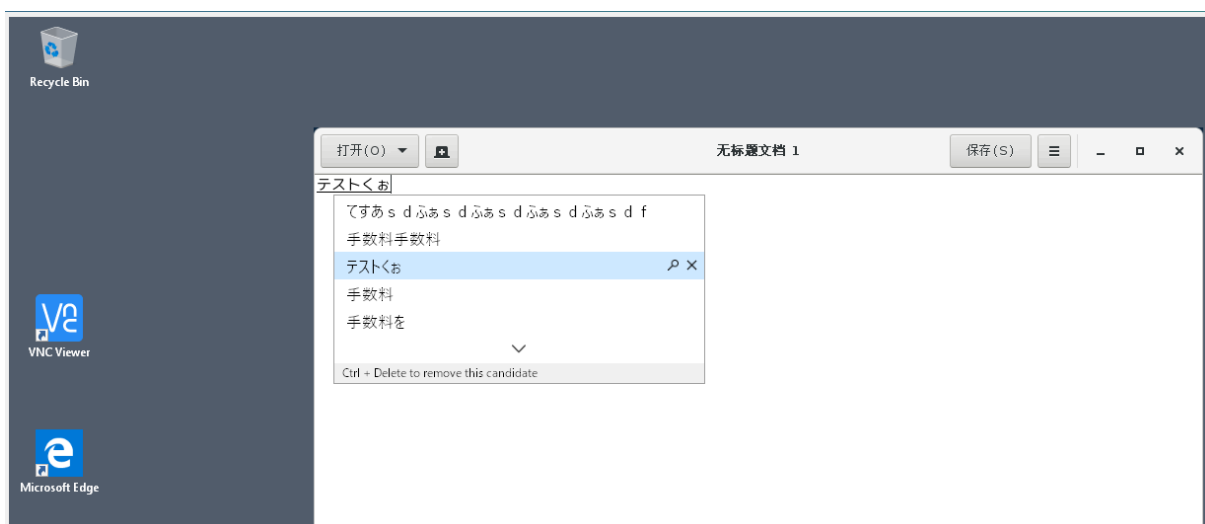 Recycle Bin
打开(O)
无标题文档 1
保存(S)
テストくぉ
てすあｓｄふぁｓｄふぁｓｄふぁｓｄふぁｓｄｆ
手数料手数料
テストくぉ
手数料
手数料を
Ctrl + Delete to remove this candidate
VNC Viewer
Microsoft Edge